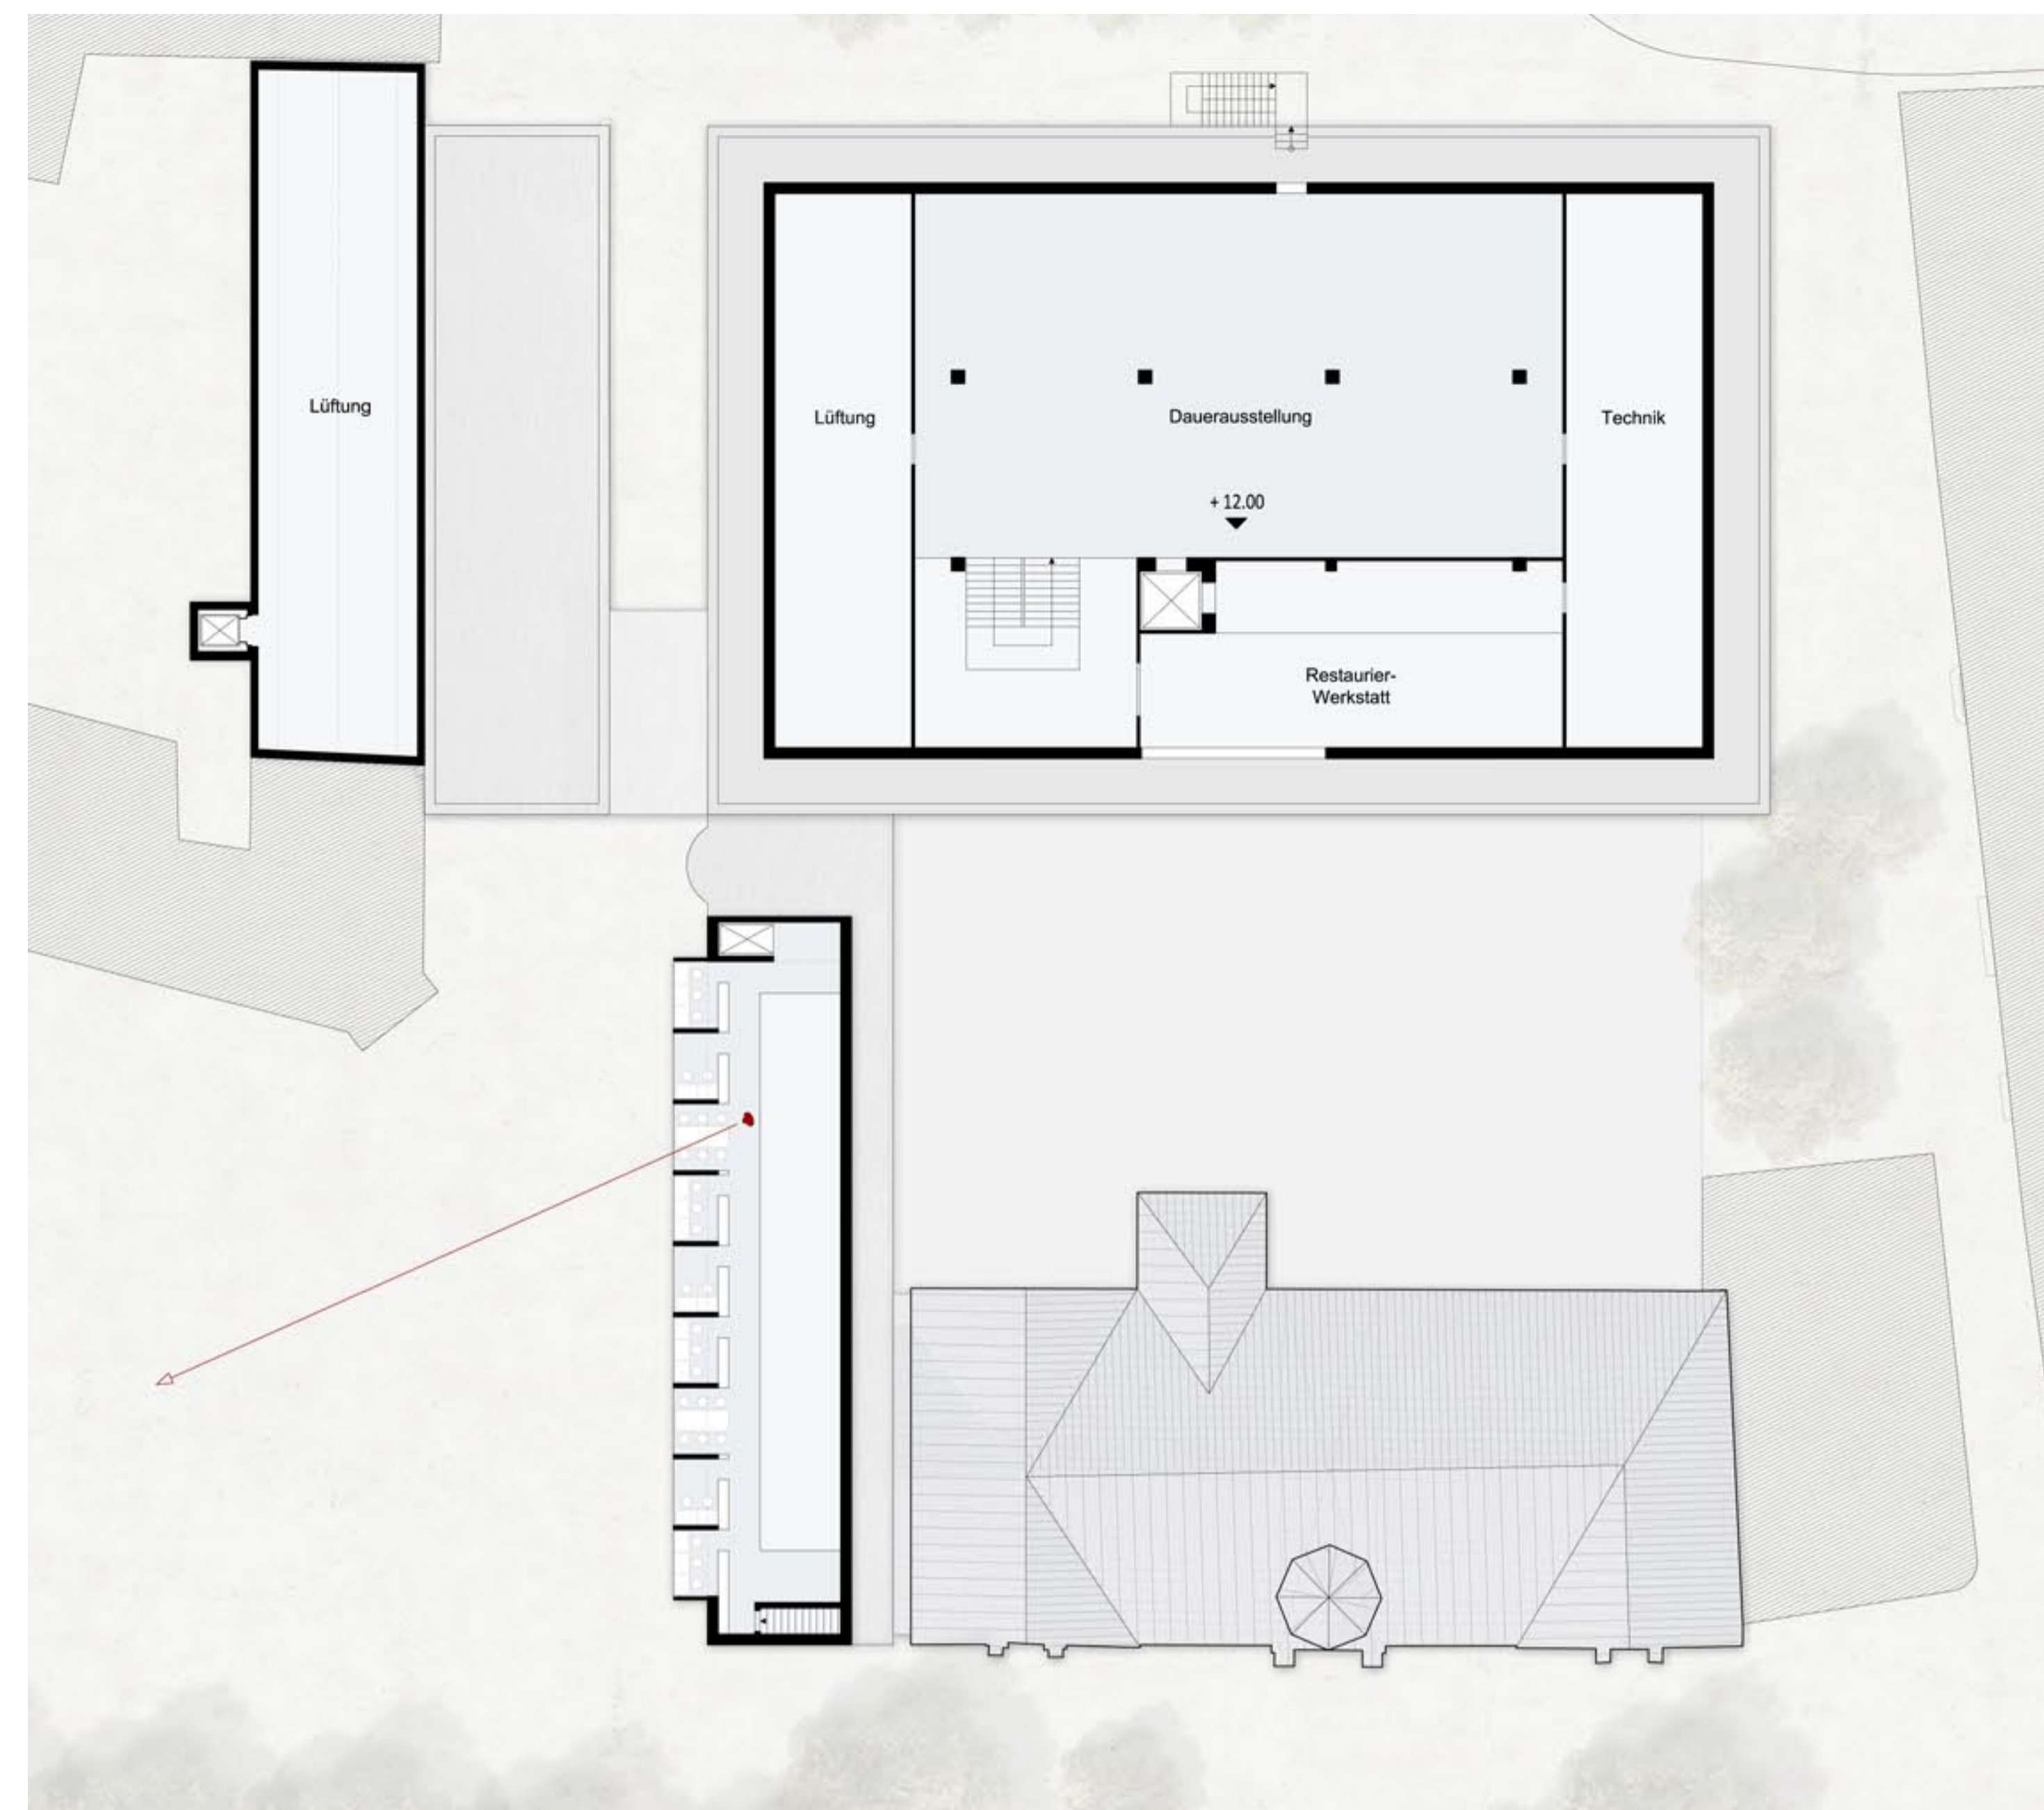 Lüftung
Lüftung
Dauerausstellung
Technik
+ 12.00
Restaurier-
Werkstatt